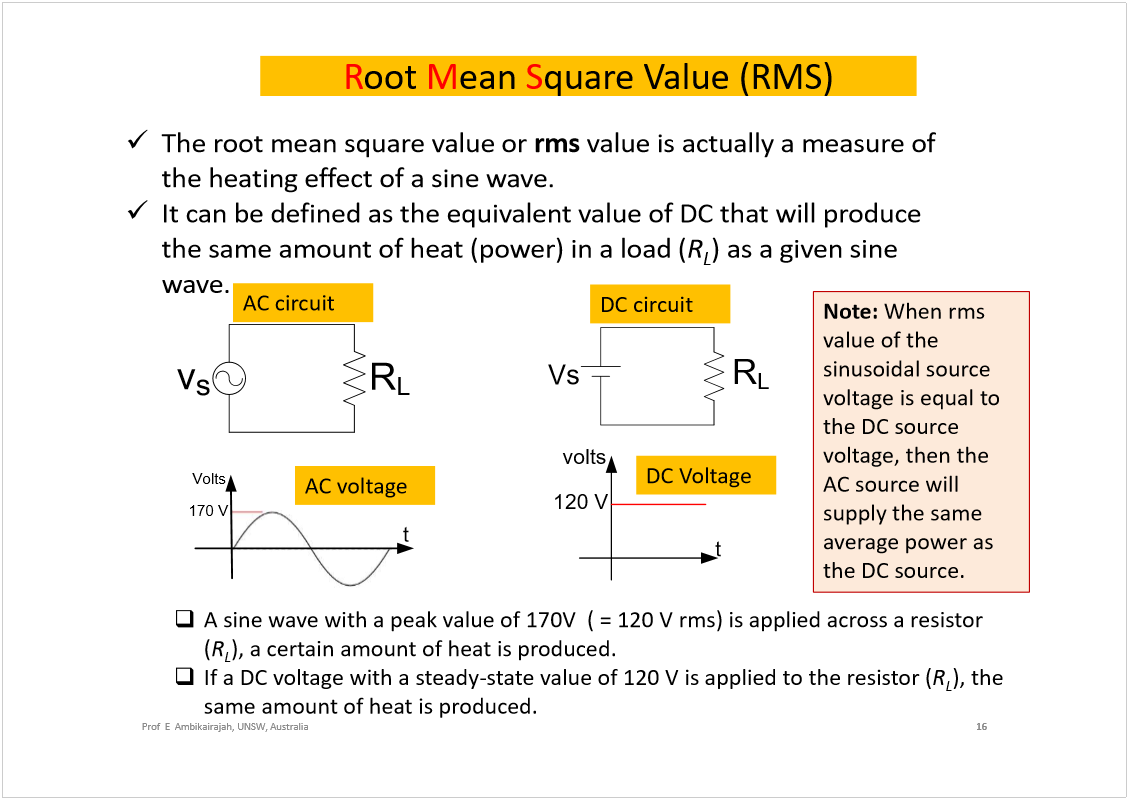 Root Mean Square Value (RMS)
✓ The root mean square value or rms value is actually a measure of
the heating effect of a sine wave.
✓ It can be defined as the equivalent value of DC that will produce
the same amount of heat (power) in a load (RL) as a given sine
wave.
AC circuit
vs
RL
DC circuit
Vs
RL
Note: When rms
value of the
sinusoidal source
voltage is equal to
the DC source
voltage, then the
AC source will
supply the same
average power as
the DC source.
Volts
AC voltage
170 V
t
volts
DC Voltage
120 V
t
❑ A sine wave with a peak value of 170V ( = 120 V rms) is applied across a resistor
(RL), a certain amount of heat is produced.
❑ If a DC voltage with a steady-state value of 120 V is applied to the resistor (RL), the
same amount of heat is produced.
Prof E Ambikairajah, UNSW, Australia
16